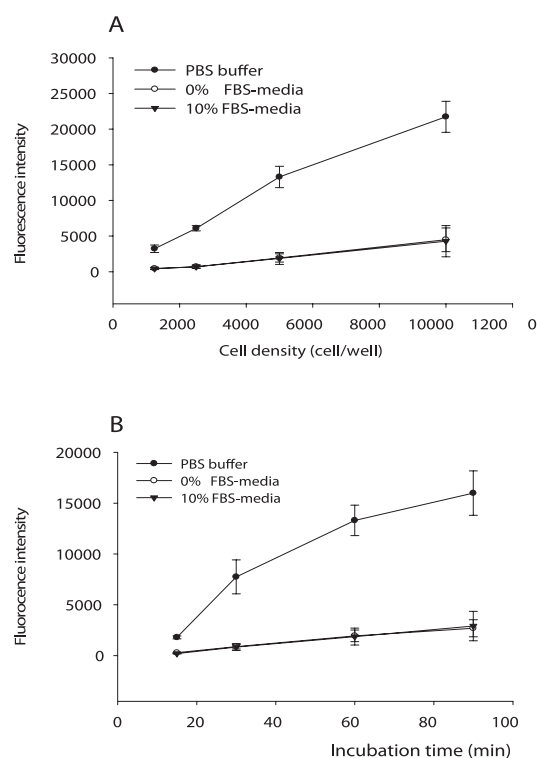 A
30000
25000
20000
15000
10000
5000
0
Fluorescence intensity
PBS buffer
0% FBS-media
10% FBS-media
0 2000 4000 6000 8000 10000 1200 0
Cell density (cell/well)
B
20000
15000
10000
5000
0
Fluorocence intensity
PBS buffer
0% FBS-media
10% FBS-media
0 20 40 60 80 100
Incubation time (min)